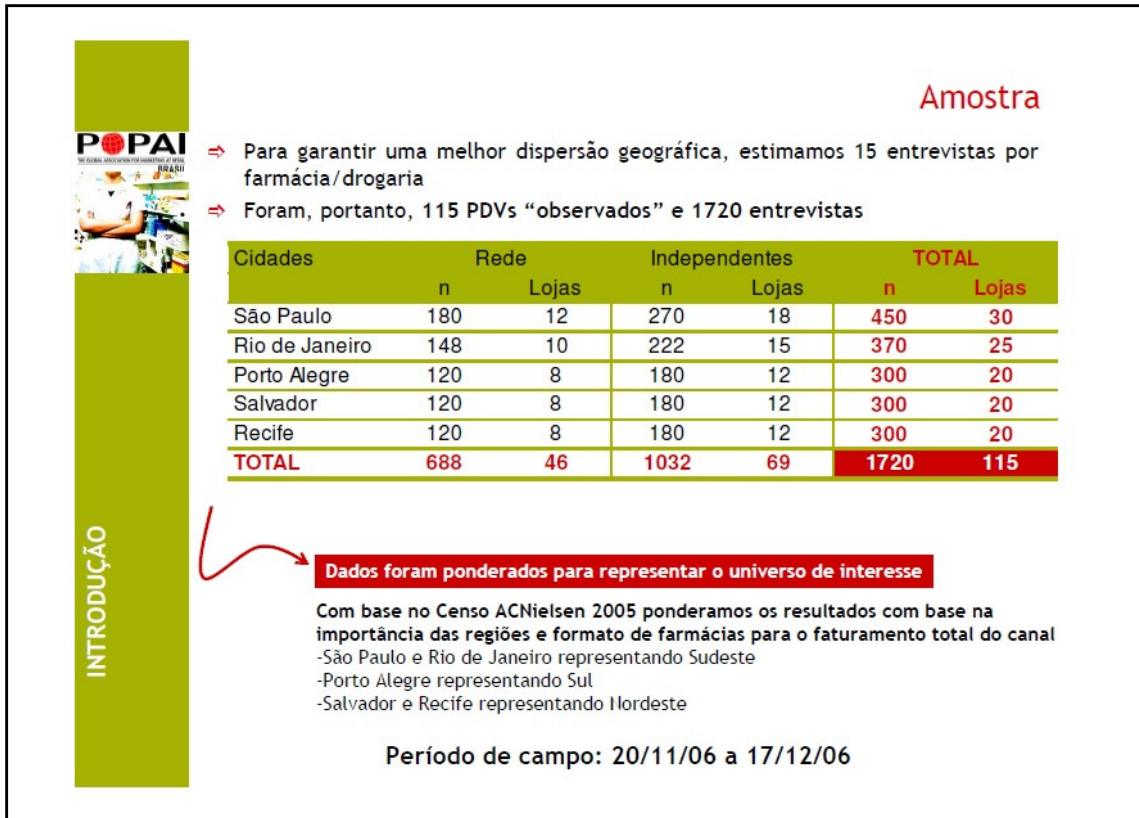 Amostra
POPAI
THE GLOBAL ASSOCIATION FOR MARKETING AT RETAIL
BRASIL
⇨ Para garantir uma melhor dispersão geográfica, estimamos 15 entrevistas por
farmácia/drogaria
⇨ Foram, portanto, 115 PDVs “observados” e 1720 entrevistas
Cidades Rede Independentes TOTAL
n Lojas n Lojas n Lojas
São Paulo 180 12 270 18 450 30
Rio de Janeiro 148 10 222 15 370 25
Porto Alegre 120 8 180 12 300 20
Salvador 120 8 180 12 300 20
Recife 120 8 180 12 300 20
TOTAL 688 46 1032 69 1720 115
INTRODUÇÃO
Dados foram ponderados para representar o universo de interesse
Com base no Censo ACNielsen 2005 ponderamos os resultados com base na
importância das regiões e formato de farmácias para o faturamento total do canal
-São Paulo e Rio de Janeiro representando Sudeste
-Porto Alegre representando Sul
-Salvador e Recife representando Nordeste
Período de campo: 20/11/06 a 17/12/06